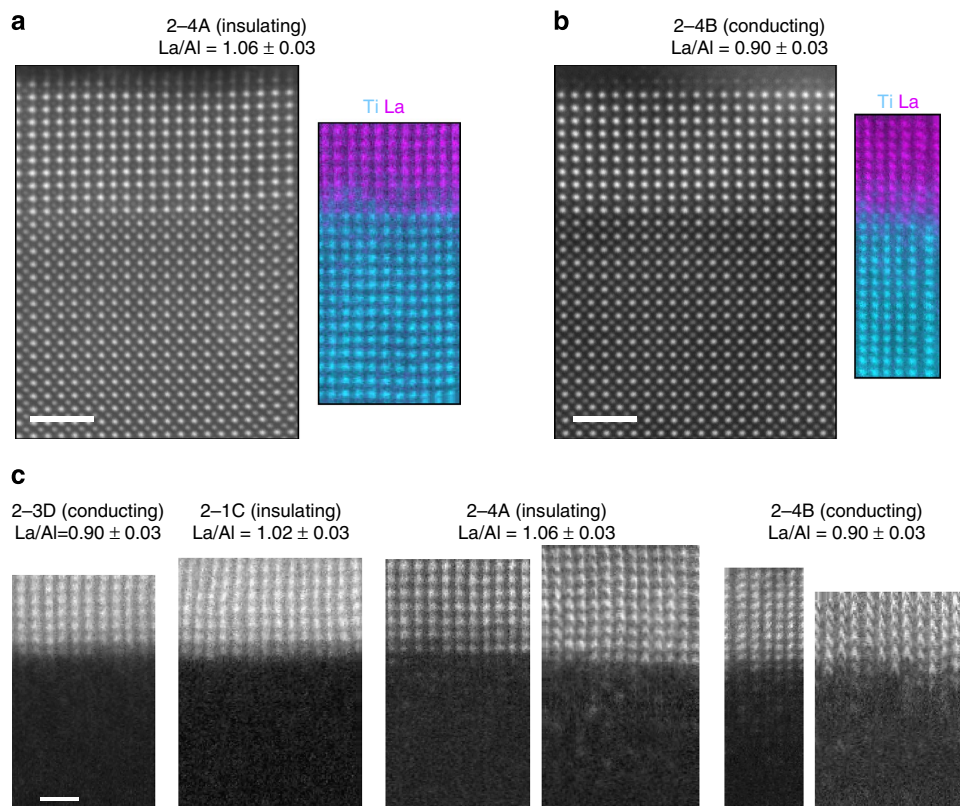 a
2–4A (insulating)
La/Al = 1.06 ± 0.03
Ti La
b
2–4B (conducting)
La/Al = 0.90 ± 0.03
Ti La
c
2–3D (conducting)
La/Al=0.90 ± 0.03
2–1C (insulating)
La/Al = 1.02 ± 0.03
2–4A (insulating)
La/Al = 1.06 ± 0.03
2–4B (conducting)
La/Al = 0.90 ± 0.03